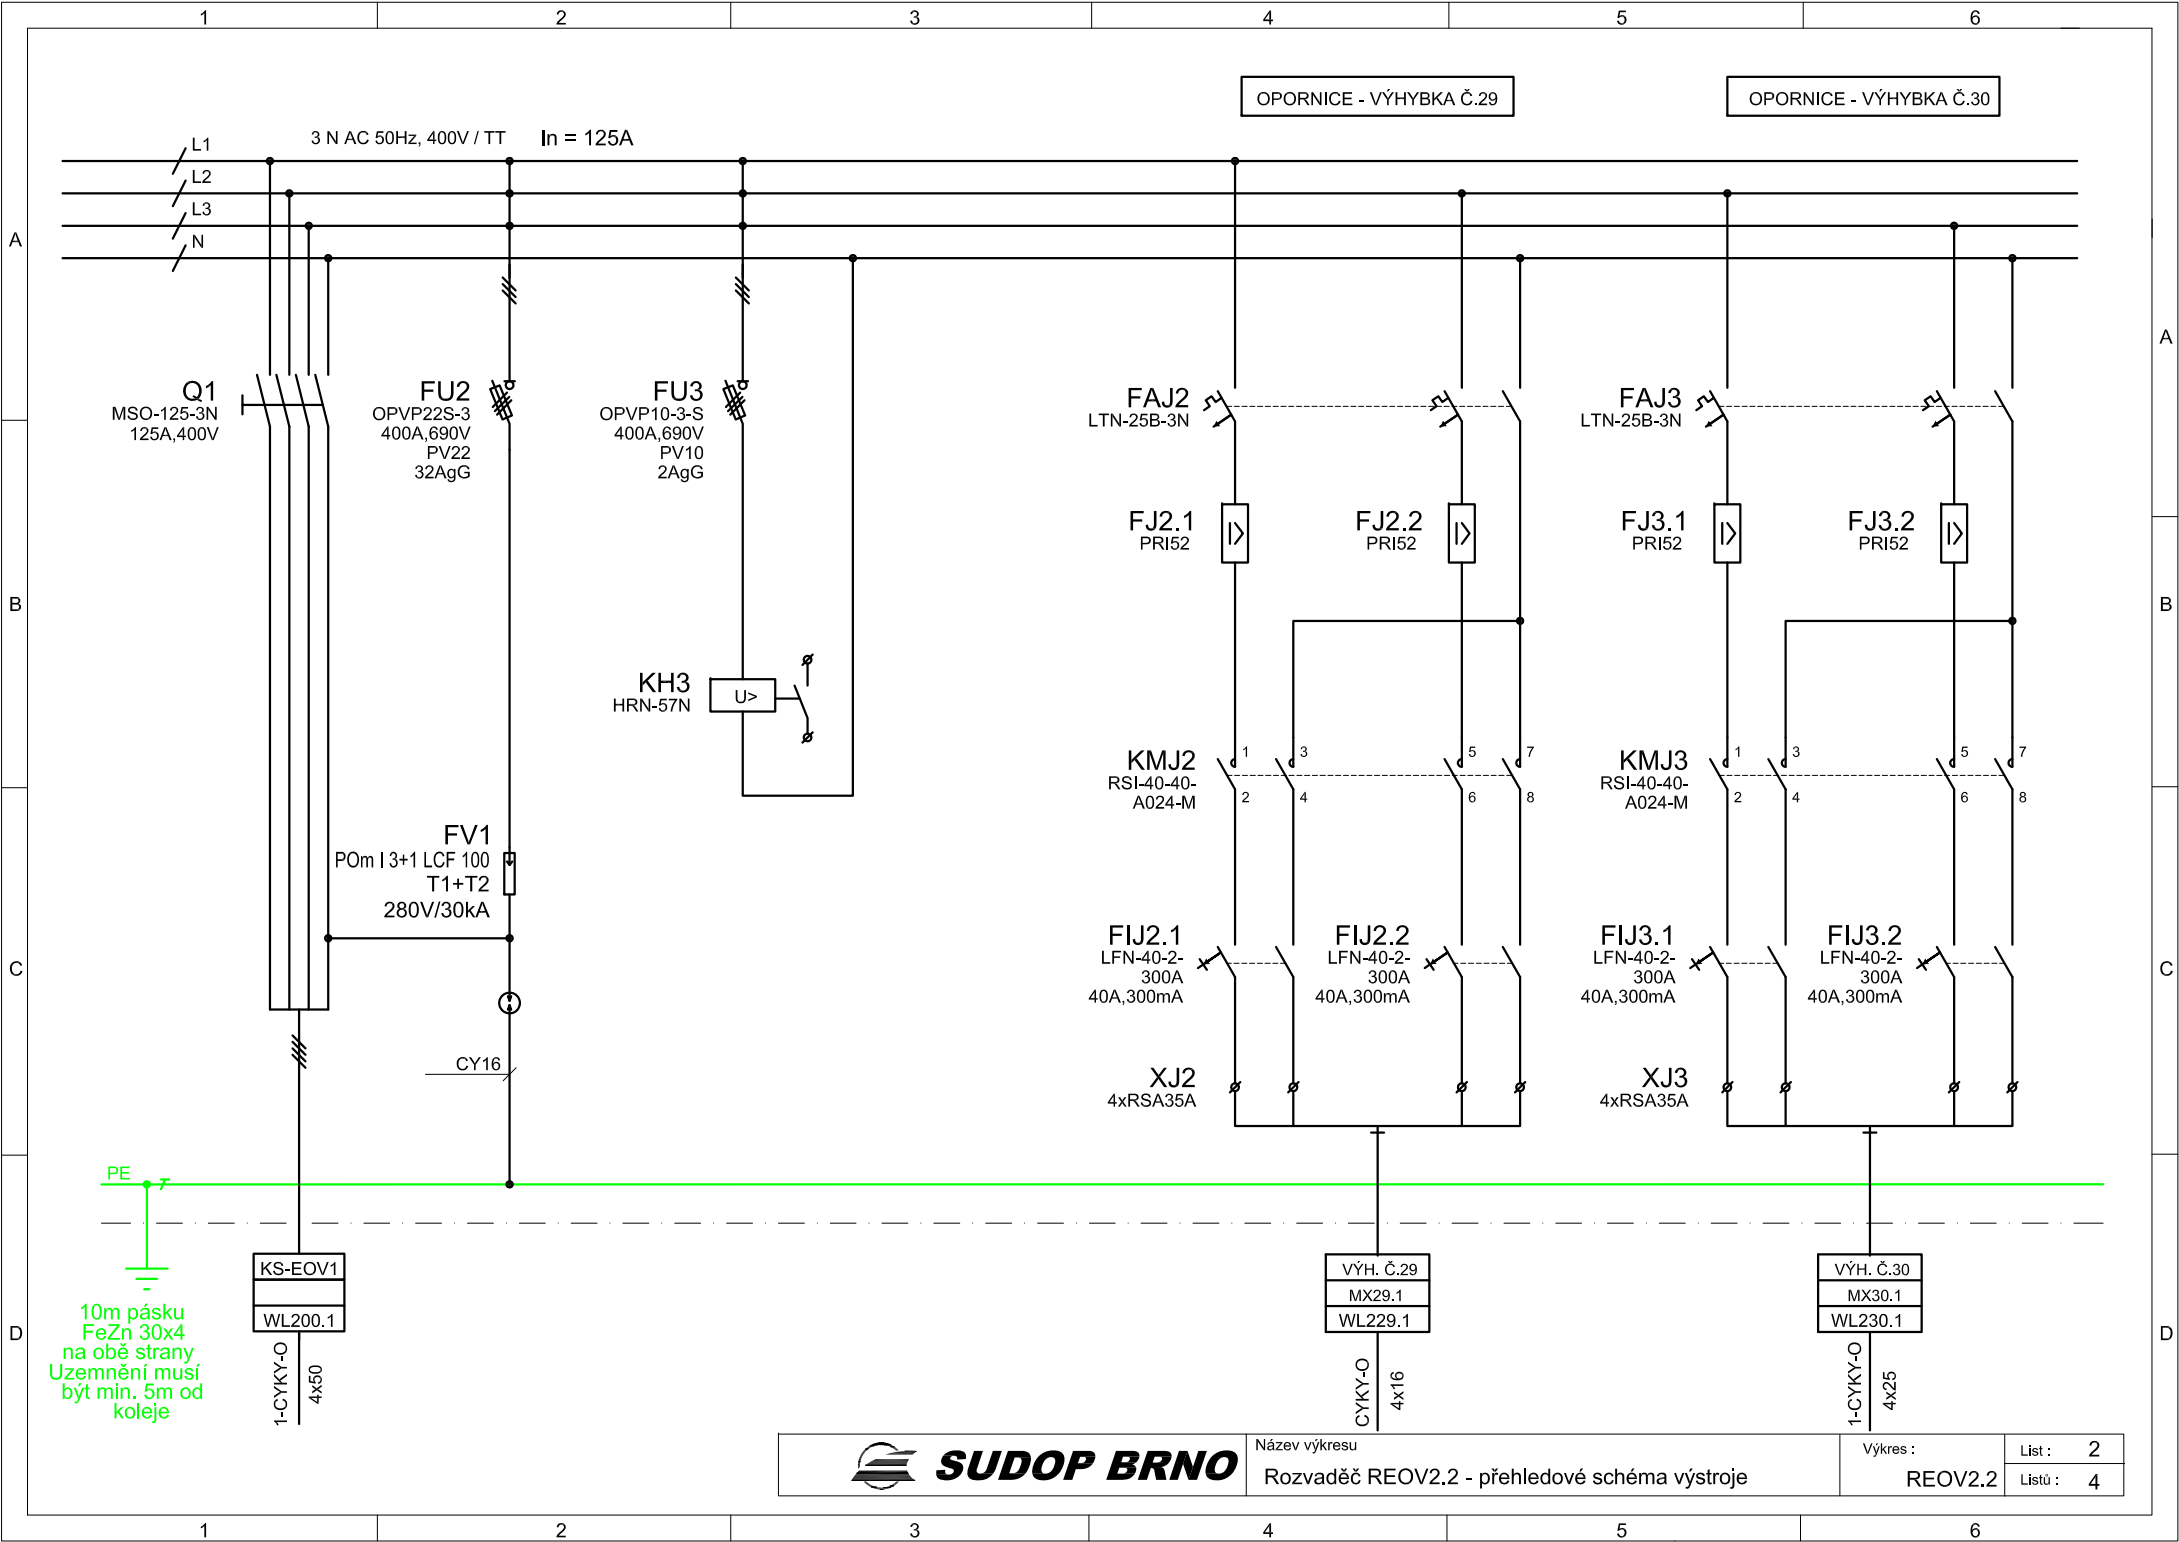 1 2 3 4 5 6
OPORNICE - VÝHYBKA Č.29
OPORNICE - VÝHYBKA Č.30
3 N AC 50Hz, 400V / TT
In = 125A
L1
L2
L3
N
A
A
Q1
MSO-125-3N
125A,400V
FU2
OPVP22S-3
400A,690V
PV22
32AgG
FU3
OPVP10-3-S
400A,690V
PV10
2AgG
FAJ2
LTN-25B-3N
FAJ3
LTN-25B-3N
FJ2.1
PRI52
FJ2.2
PRI52
FJ3.1
PRI52
FJ3.2
PRI52
B
B
KH3
HRN-57N
U>
KMJ2
RSI-40-40-
A024-M
1 3 5 7
2 4 6 8
KMJ3
RSI-40-40-
A024-M
1 3 5 7
2 4 6 8
FV1
POm I 3+1 LCF 100
T1+T2
280V/30kA
FIJ2.1
LFN-40-2-
300A
40A,300mA
FIJ2.2
LFN-40-2-
300A
40A,300mA
FIJ3.1
LFN-40-2-
300A
40A,300mA
FIJ3.2
LFN-40-2-
300A
40A,300mA
C
C
CY16
XJ2
4xRSA35A
XJ3
4xRSA35A
PE
KS-EOV1
WL200.1
1-CYKY-O
4x50
VÝH. Č.29
MX29.1
WL229.1
CYKY-O
4x16
VÝH. Č.30
MX30.1
WL230.1
1-CYKY-O
4x25
10m pásku
FeZn 30x4
na obě strany
Uzemnění musí
být min. 5m od
koleje
D
D
SUDOP BRNO
Název výkresu
Rozvaděč REOV2.2 - přehledové schéma výstroje
Výkres :
REOV2.2
List : 2
Listů : 4
1 2 3 4 5 6